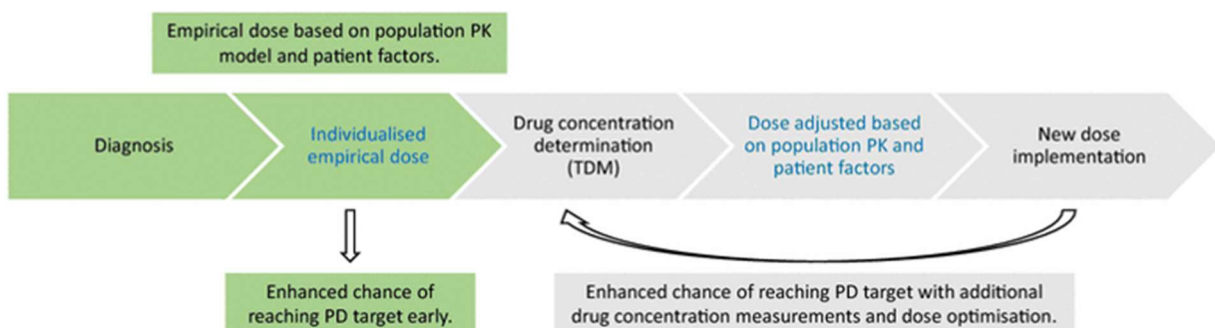 Empirical dose based on population PK
model and patient factors.
Diagnosis
Individualised
empirical dose
Drug concentration
determination
(TDM)
Dose adjusted based
on population PK and
patient factors
New dose
implementation
Enhanced chance of
reaching PD target early.
Enhanced chance of reaching PD target with additional
drug concentration measurements and dose optimisation.